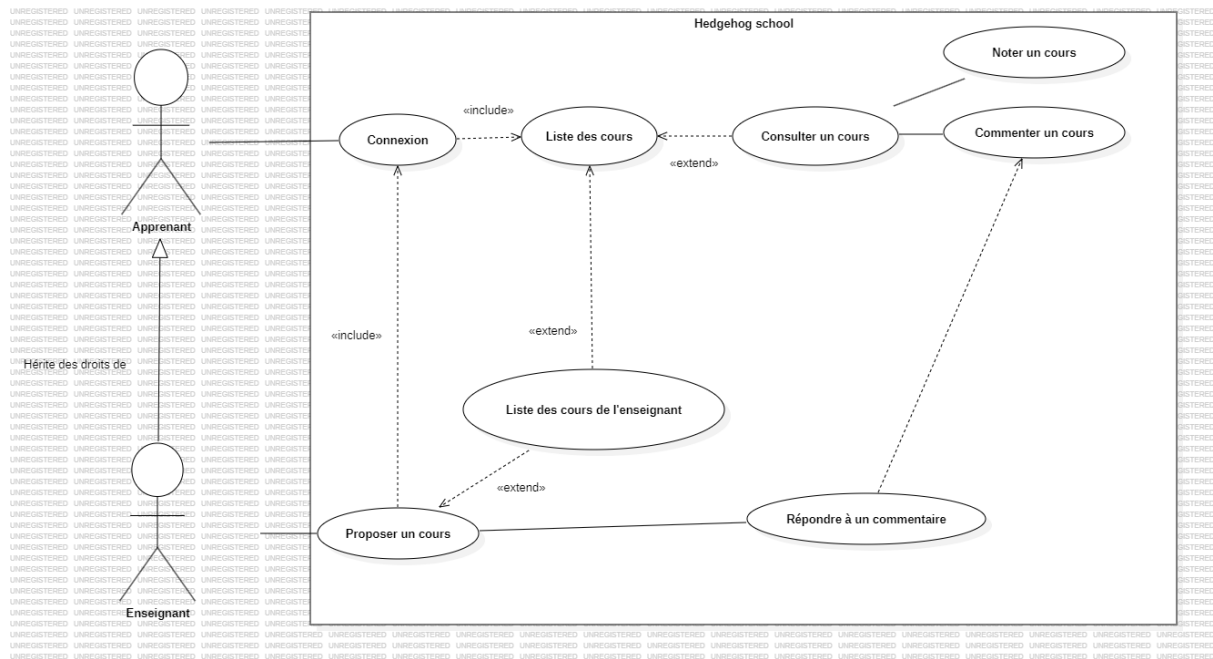 Hedgehog school
Noter un cours
«include»
Connexion
Liste des cours
Consulter un cours
Commenter un cours
«extend»
Apprenant
«extend»
«include»
Hérite des droits de
Liste des cours de l'enseignant
«extend»
Répondre à un commentaire
Proposer un cours
Enseignant
UNREGISTERED